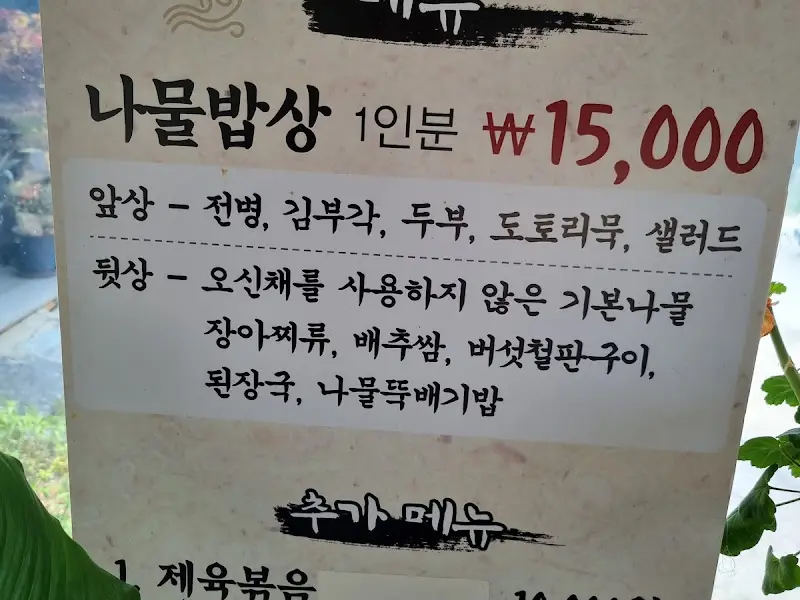 메뉴
나물밥상 1인분 ₩15,000
앞상 - 전병, 김부각, 두부, 도토리묵, 샐러드
뒷상 - 오신채를 사용하지 않은 기본나물
장아찌류, 배추쌈, 버섯철판구이,
된장국, 나물뚝배기밥
추가 메뉴
1. 제육볶음